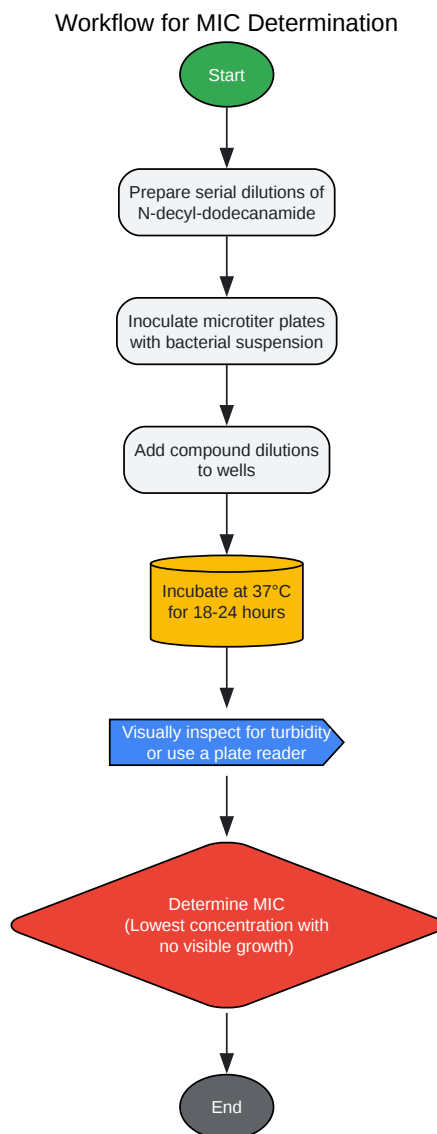 Workflow for MIC Determination
Start
Prepare serial dilutions of
N-decyl-dodecanamide
Inoculate microtiter plates
with bacterial suspension
Add compound dilutions
to wells
Incubate at 37°C
for 18-24 hours
Visually inspect for turbidity
or use a plate reader
Determine MIC
(Lowest concentration with
no visible growth)
End